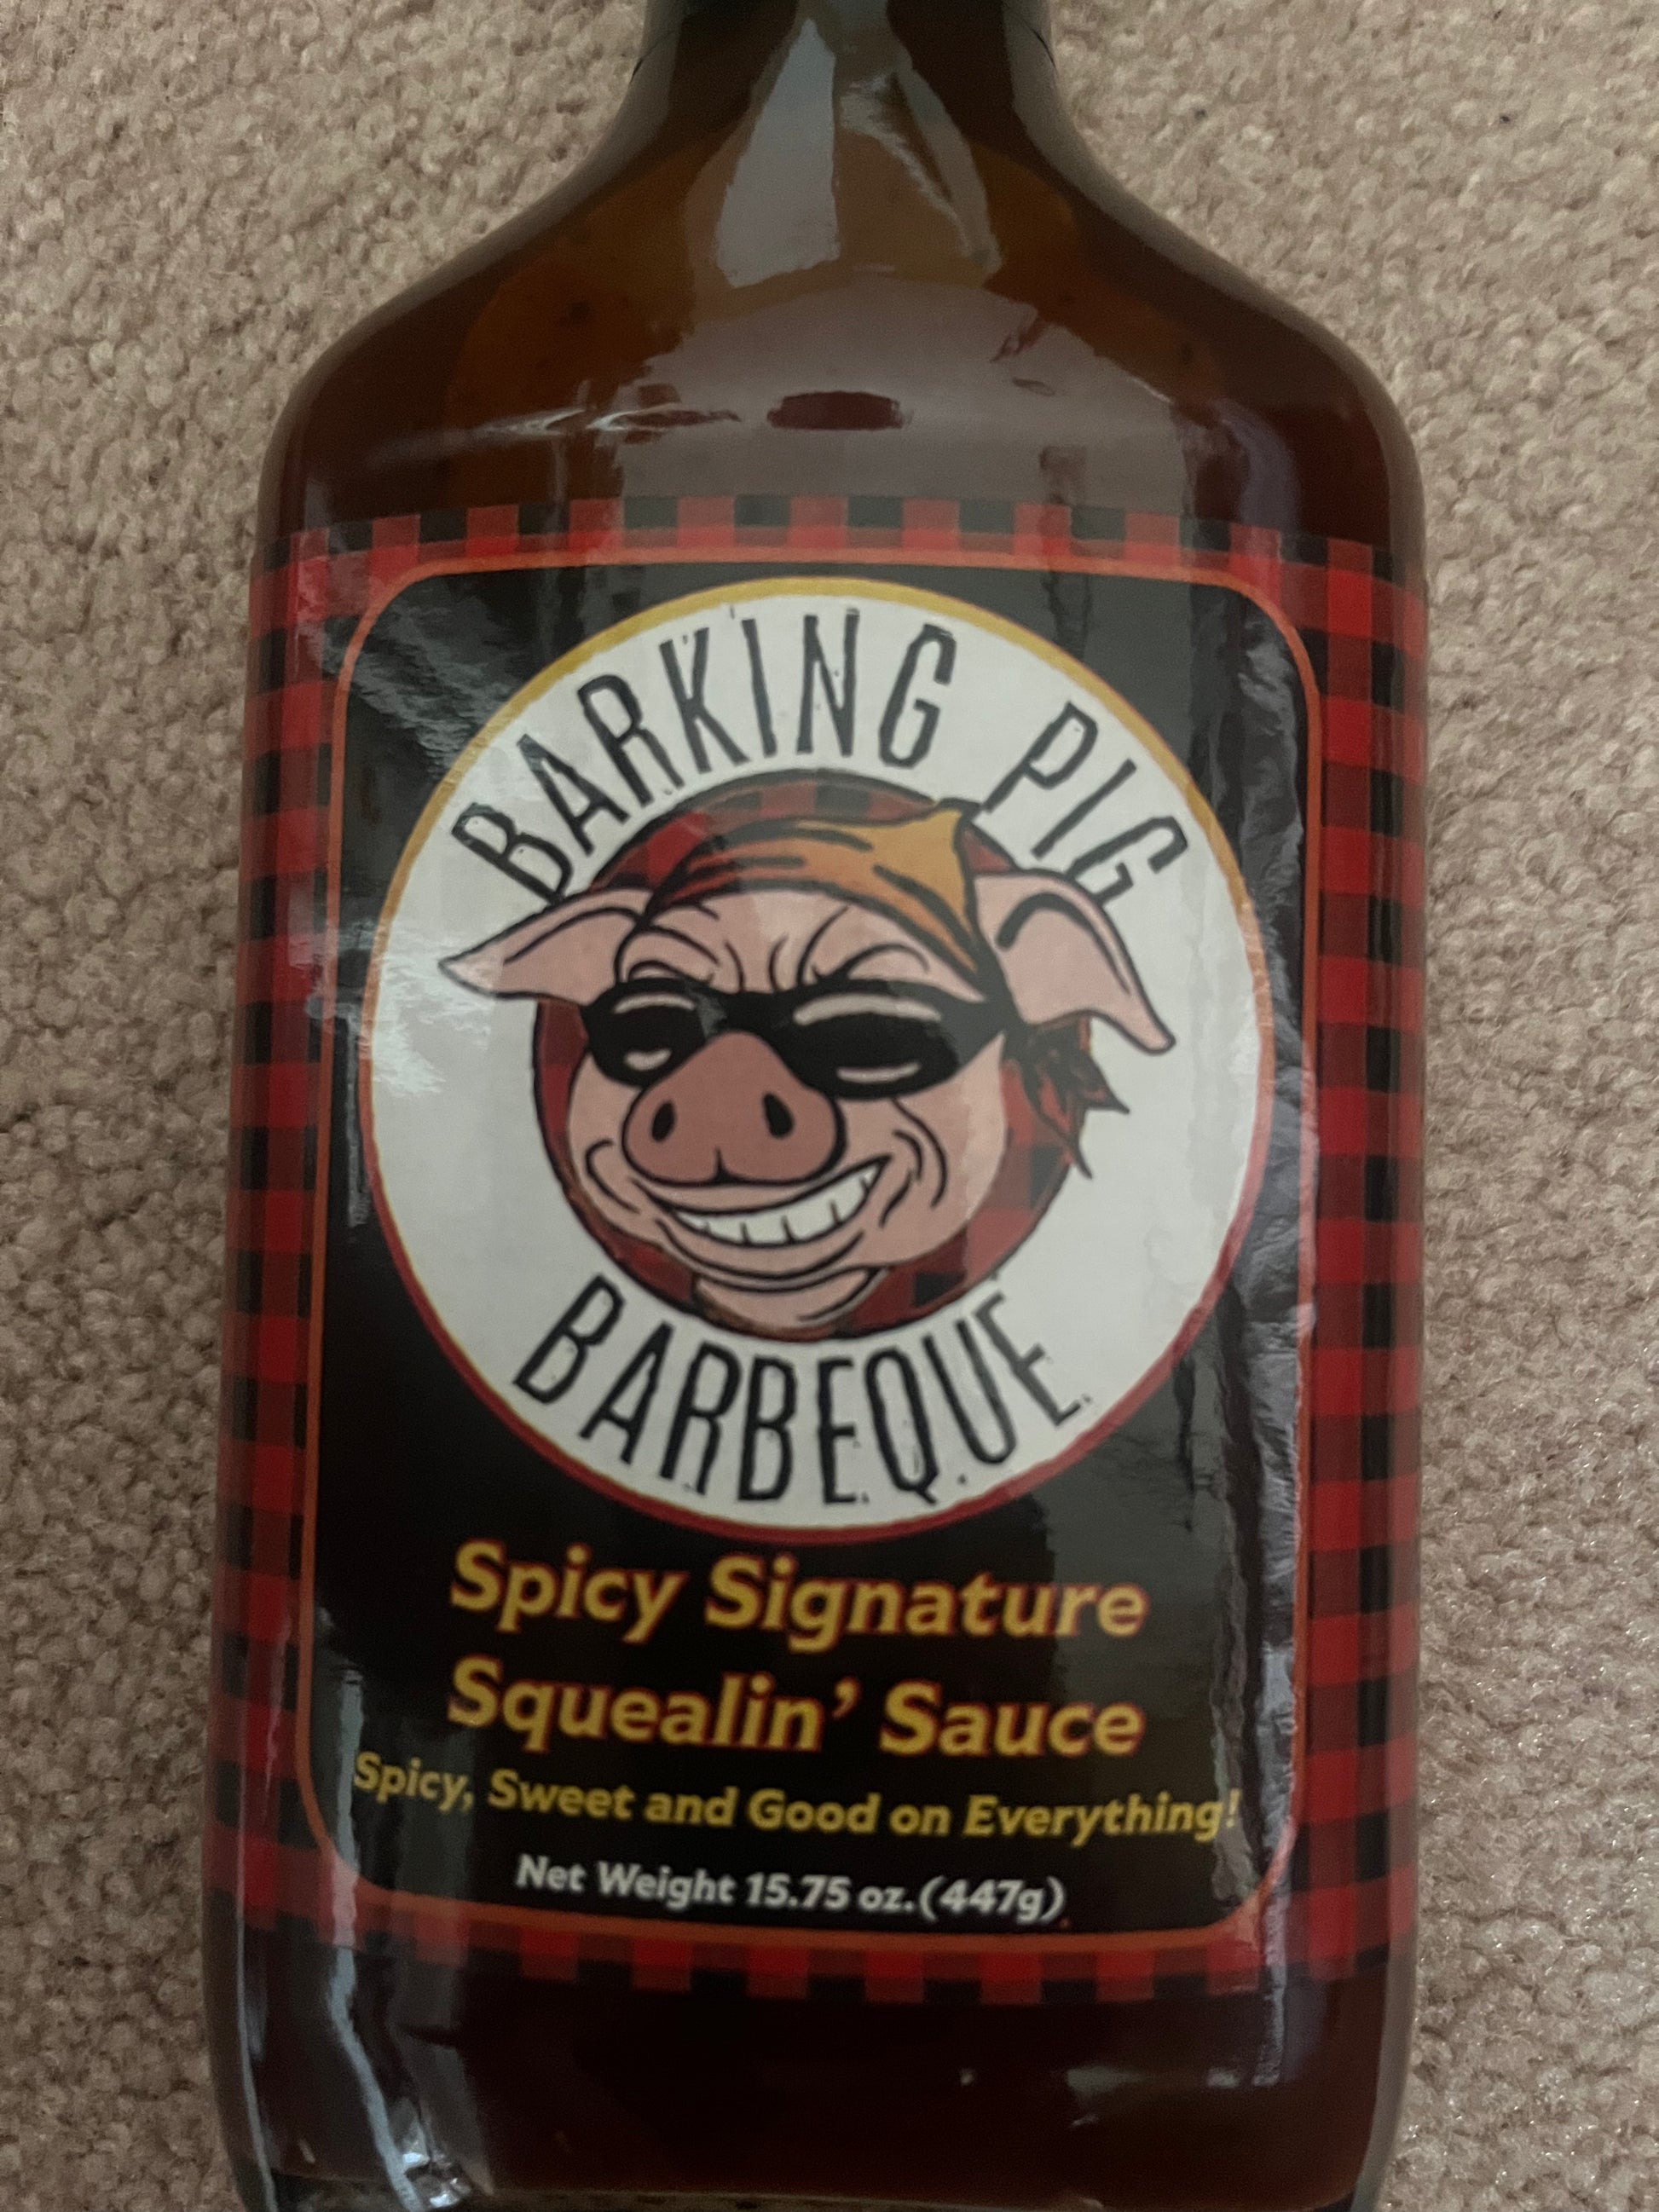 BARKING PIG
BARBEQUE
Spicy Signature
Squealin’ Sauce
Spicy, Sweet and Good on Everything!
Net Weight 15.75 oz.(447g)